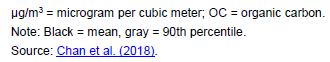 µg/m³ = microgram per cubic meter; OC = organic carbon.
Note: Black = mean, gray = 90th percentile.
Source: Chan et al. (2018).